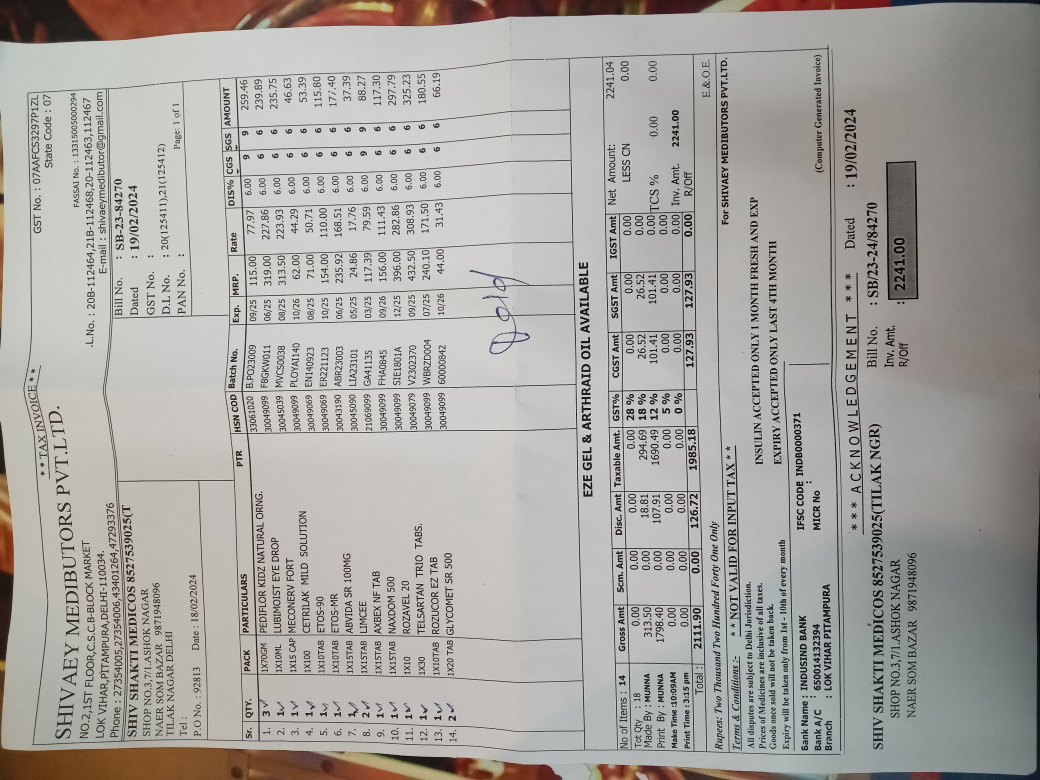 **TAX INVOICE**
GST No. : 07AAFCS3297P1ZL
State Code : 07
SHIVAEY MEDIBUTORS PVT.LTD.
NO.2,1ST FLOOR,C.S.C.B-BLOCK MARKET
LOK VIHAR,PITAMPURA,DELHI-110034.
Phone : 27354005,27354006,43401264,47293376
FASSAI No. : 13315005000294
.L.No. : 20B-112464,21B-112468,20-112463,112467
E-mail : shivaeymedibutor@gmail.com
SHIV SHAKTI MEDICOS 8527539025(T
SHOP NO.3,7/1.ASHOK NAGAR
NAER SOM BAZAR 9871948096
TILAK NAGAR DELHI
Tel :
P.O No. : 92813 Date : 18/02/2024
Bill No. : SB-23-84270
Dated : 19/02/2024
GST No. :
D.L No. : 20(125411),21(125412)
PAN No. : Page: 1 of 1
Sr. QTY. PACK PARTICULARS PTR HSN COD Batch No. Exp. MRP. Rate DIS% CGS SGS AMOUNT
1. 3 1X70GM PEDIFLOR KIDZ NATURAL ORNG. 33061020 B.PO23009 09/25 115.00 77.97 6.00 9 9 259.46
2. 1 1X10ML LUBIMOIST EYE DROP 30049099 FBGKW011 06/25 319.00 227.86 6.00 6 6 239.89
3. 1 1X15 CAP MECONERV FORT 30045039 MVCS0038 08/25 313.50 223.93 6.00 6 6 235.75
4. 1 1X100 CETRILAK MILD SOLUTION 30049099 PLOYAI140 10/26 62.00 44.29 6.00 6 6 46.63
5. 1 1X10TAB ETOS-90 30049069 EN140923 08/25 71.00 50.71 6.00 6 6 53.39
6. 1 1X10TAB ETOS-MR 30049069 ER221123 10/25 154.00 110.00 6.00 6 6 115.80
7. 1 1X15TAB ABVIDA SR 100MG 30043190 ABR23003 06/25 235.92 168.51 6.00 6 6 177.40
8. 2 1X15TAB LIMCEE 30045090 LIA23101 05/25 24.86 17.76 6.00 6 6 37.39
9. 1 1X15TAB AXBEX NF TAB 21069099 GA41135 03/25 117.39 79.59 6.00 9 9 88.27
10. 1 1X15TAB NAXDOM 500 30049099 FHA0845 09/26 156.00 111.43 6.00 6 6 117.30
11. 1 1X10 ROZAVEL 20 30049099 SIE1801A 12/25 396.00 282.86 6.00 6 6 297.79
12. 1 1X30 TELSARTAN TRIO TABS. 30049079 V2302370 09/25 432.50 308.93 6.00 6 6 325.23
13. 1 1X10TAB ROZUCOR EZ TAB 30049099 WBRZD004 07/25 240.10 171.50 6.00 6 6 180.55
14. 2 1X20 TAB GLYCOMET SR 500 30049099 60000842 10/26 44.00 31.43 6.00 6 6 66.19
EZE GEL & ARTHRAID OIL AVAILABLE
No of Items : 14
Tot Qty : 18
Made By : MUNNA
Print By : MUNNA
Make Time :10:09AM
Print Time : 3:15 pm
Gross Amt Scm. Amt Disc. Amt Taxable Amt. GST% CGST Amt SGST Amt IGST Amt
0.00 0.00 0.00 0.00 28 % 0.00 0.00 0.00
313.50 0.00 18.81 294.69 18 % 26.52 26.52 0.00
1798.40 0.00 107.91 1690.49 12 % 101.41 101.41 0.00
0.00 0.00 0.00 0.00 5 % 0.00 0.00 0.00
0.00 0.00 0.00 0.00 0 % 0.00 0.00 0.00
Total : 2111.90 0.00 126.72 1985.18 127.93 127.93 0.00
Net Amount: 2241.04
LESS CN 0.00
TCS % 0.00 0.00
Inv. Amt. 2241.00
R/Off
Rupees: Two Thousand Two Hundred Forty One Only
E.&.O.E.
Terms & Conditions :- **NOT VALID FOR INPUT TAX**
For SHIVAEY MEDIBUTORS PVT.LTD.
All disputes are subject to Delhi Jurisdiction.
Prices of Medicines are inclusive of all taxes.
Goods once sold will not be taken back.
Expiry will be taken only from 1st - 10th of every month
INSULIN ACCEPTED ONLY 1 MONTH FRESH AND EXP
EXPIRY ACCEPTED ONLY LAST 4TH MONTH
Bank Name : INDUSIND BANK IFSC CODE INDB0000371
Bank A/C : 650014132394 MICR No :
Branch : LOK VIHAR PITAMPURA
(Computer Generated Invoice)
*** ACKNOWLEDGEMENT *** Dated : 19/02/2024
SHIV SHAKTI MEDICOS 8527539025(TILAK NGR)
SHOP NO.3,7/1.ASHOK NAGAR
NAER SOM BAZAR 9871948096
Bill No. : SB/23-24/84270
Inv. Amt. : 2241.00
R/Off